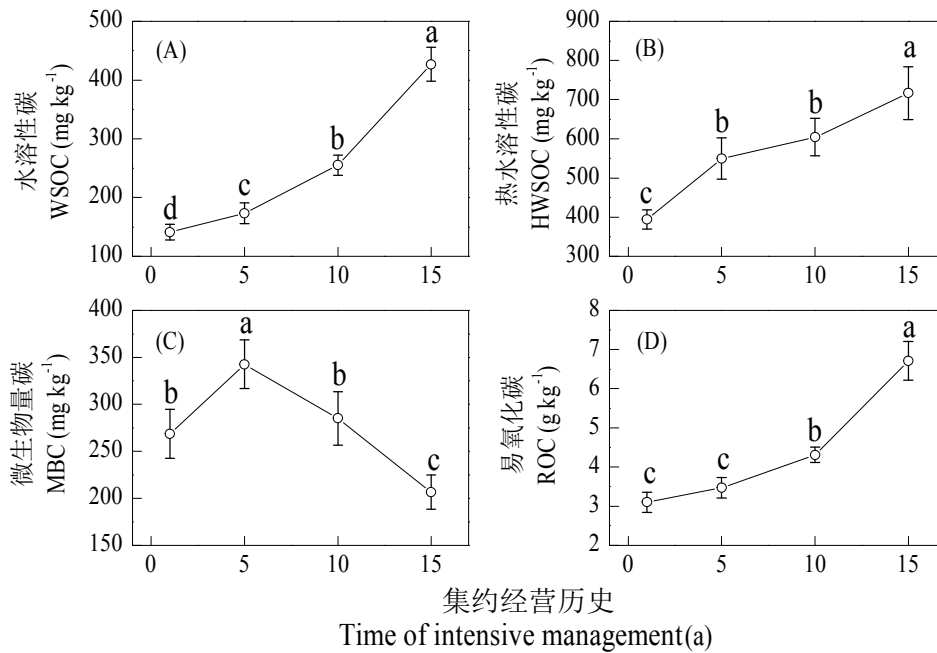 水溶性碳
WSOC (mg kg-1)
500
400
300
200
100
(A)
d
c
b
a
0
5
10
15
热水溶性碳
HWSOC (mg kg-1)
900
800
700
600
500
400
300
(B)
c
b
b
a
0
5
10
15
微生物量碳
MBC (mg kg-1)
400
350
300
250
200
150
(C)
b
a
b
c
0
5
10
15
易氧化碳
ROC (g kg-1)
8
7
6
5
4
3
2
(D)
c
c
b
a
0
5
10
15
集约经营历史
Time of intensive management(a)